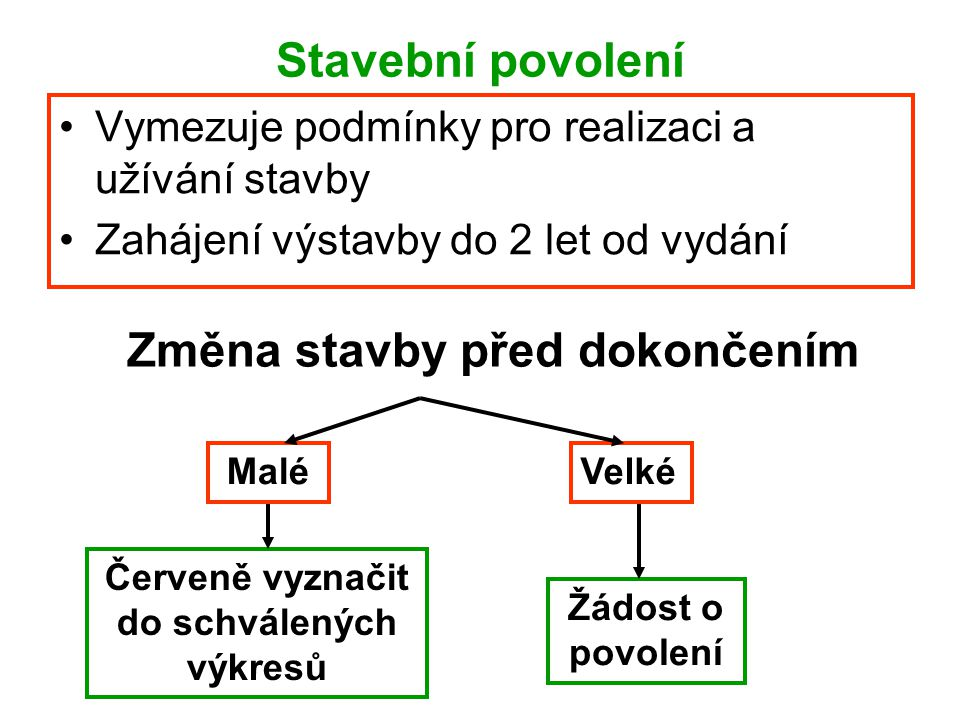 Stavební povolení
• Vymezuje podmínky pro realizaci a
užívání stavby
• Zahájení výstavby do 2 let od vydání
Změna stavby před dokončením
Malé
Velké
Červeně vyznačit
do schválených
výkresů
Žádost o
povolení